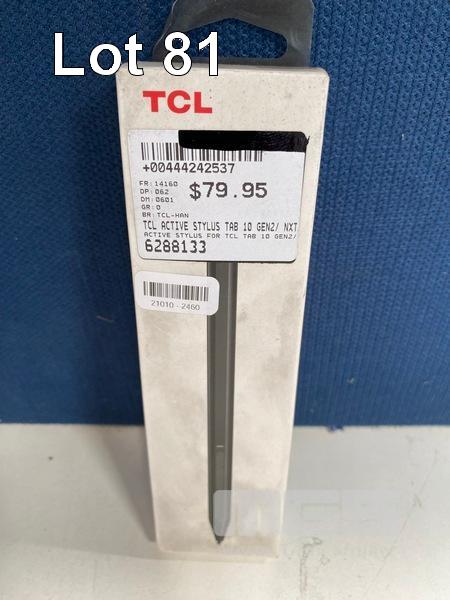 Lot 81
TCL
+00444242537
FR:14160
DP:062
DM:0601
GR:0
BR:TCL-HAN
$79.95
TCL ACTIVE STYLUS TAB 10 GEN2/ NXT
ACTIVE STYLUS FOR TCL TAB 10 GEN2/
6288133
21010 - 2460